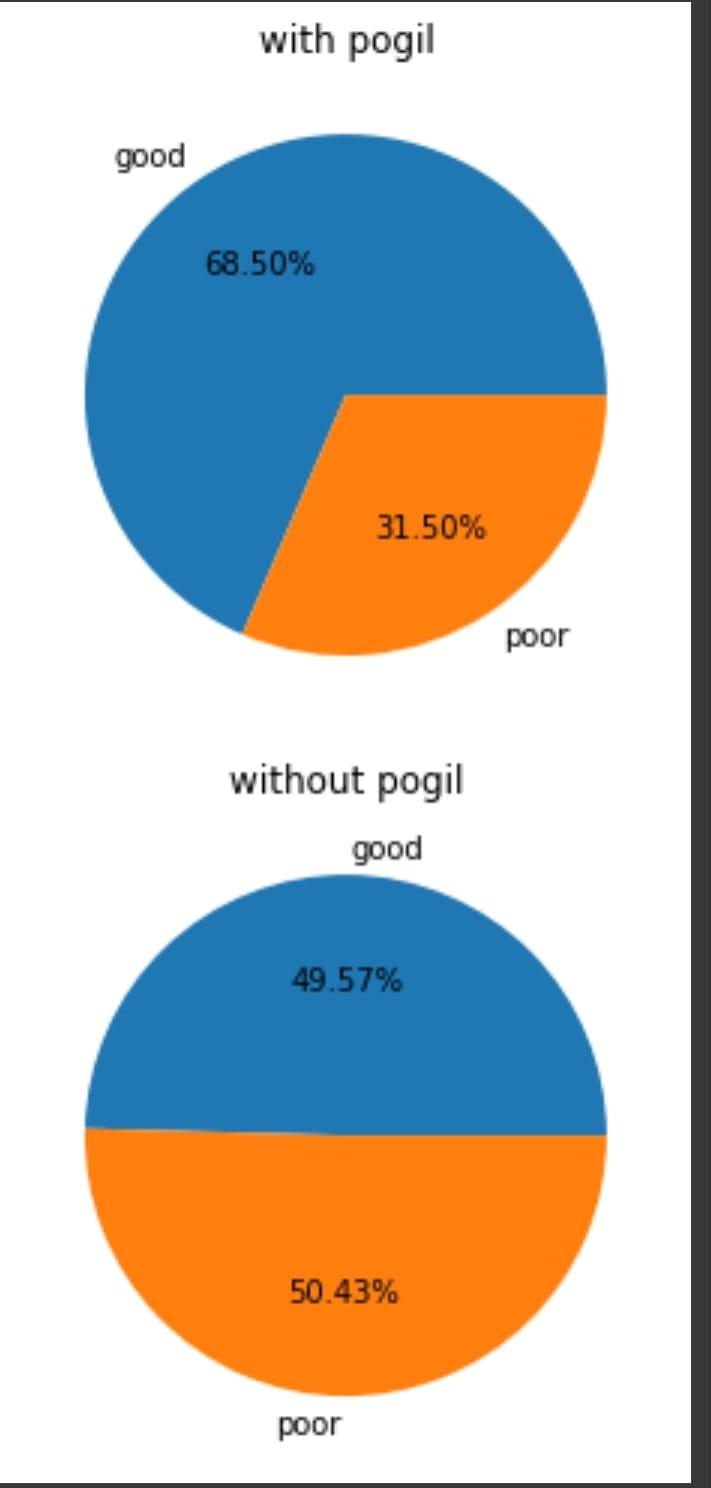 with pogil
good
68.50%
31.50%
poor
without pogil
good
49.57%
50.43%
poor